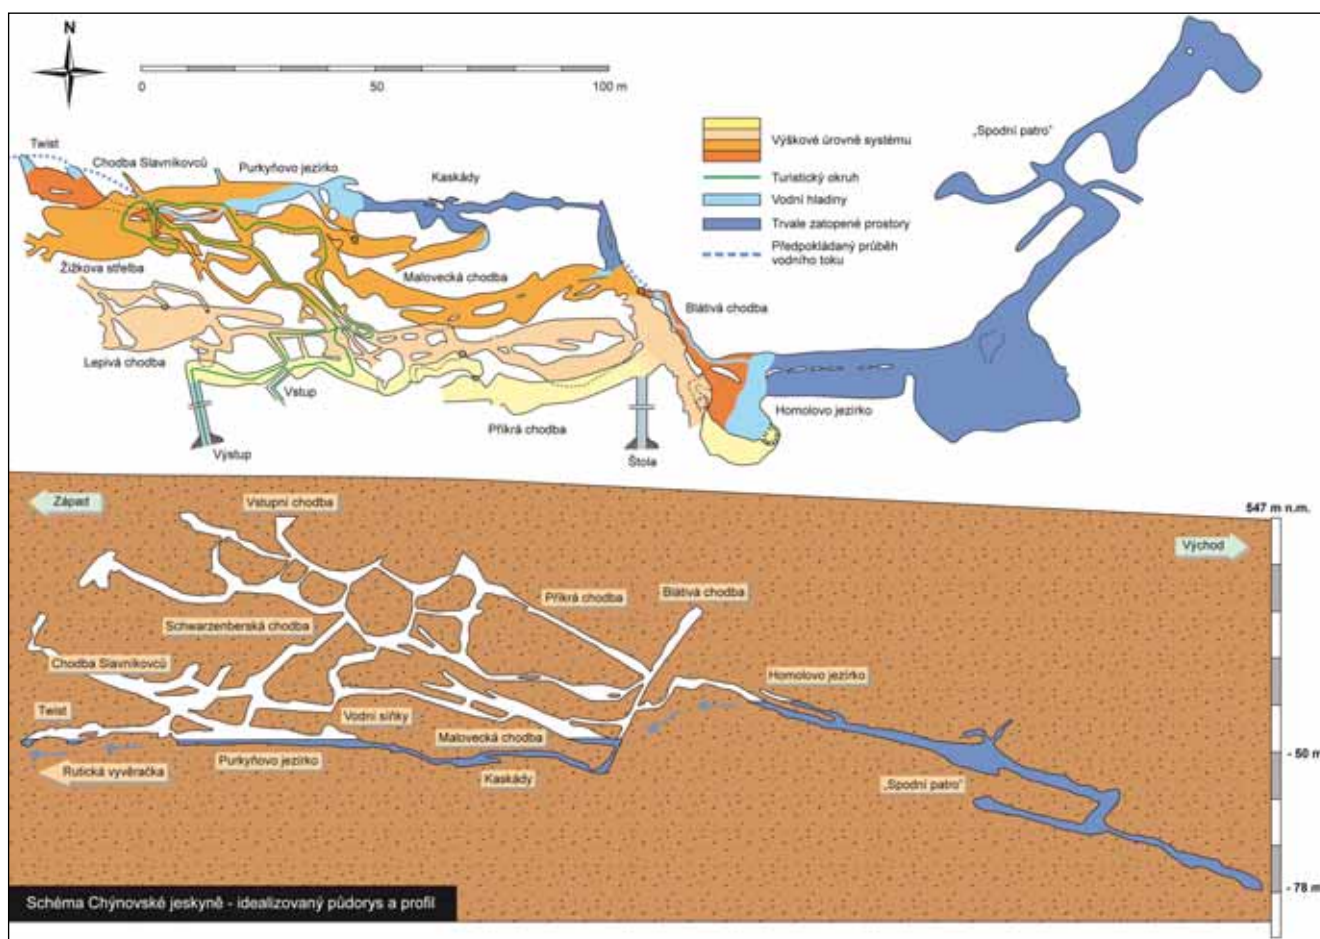 N
0
50
100 m
„Spodní patro"
Výškové úrovně systému
Turistický okruh
Vodní hladiny
Trvale zatopené prostory
Předpokládaný průběh
vodního toku
Twist
Chodba Slavníkovců
Purkyňovo jezírko
Kaskády
Žižkova střelba
Malovecká chodba
Blátivá chodba
Lepivá chodba
Vstup
Příkrá chodba
Homolovo jezírko
Výstup
Štola
Západ
Vstupní chodba
547 m n.m.
Východ
Příkrá chodba
Blátivá chodba
Schwarzenberská chodba
Chodba Slavníkovců
Homolovo jezírko
Twist
Vodní síňky
Malovecká chodba
Rutická vyvěračka
Purkyňovo jezírko
Kaskády
„Spodní patro"
- 50 m
- 78 m
Schéma Chýnovské jeskyně - idealizovaný půdorys a profil